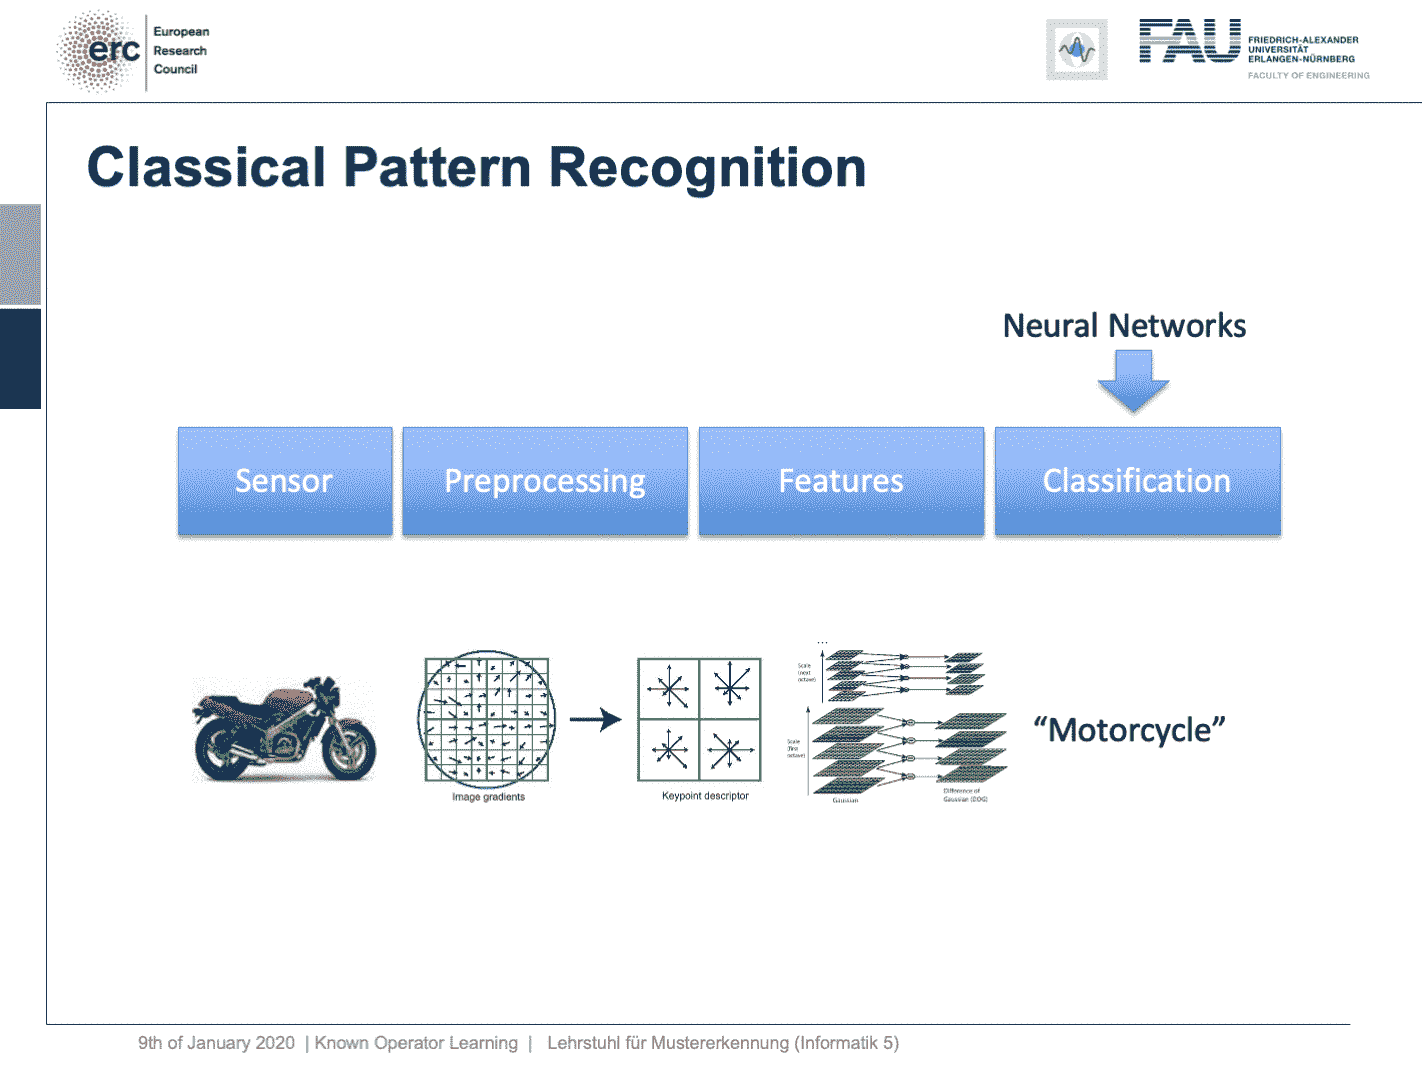 erc
European
Research
Council
FAU
FRIEDRICH-ALEXANDER
UNIVERSITÄT
ERLANGEN-NÜRNBERG
FACULTY OF ENGINEERING
Classical Pattern Recognition
Neural Networks
Sensor
Preprocessing
Features
Classification
Image gradients
Keypoint descriptor
...
Scale
(next
octave)
Scale
(first
octave)
Gaussian
Difference of
Gaussian (DOG)
“Motorcycle”
9th of January 2020 | Known Operator Learning | Lehrstuhl für Mustererkennung (Informatik 5)